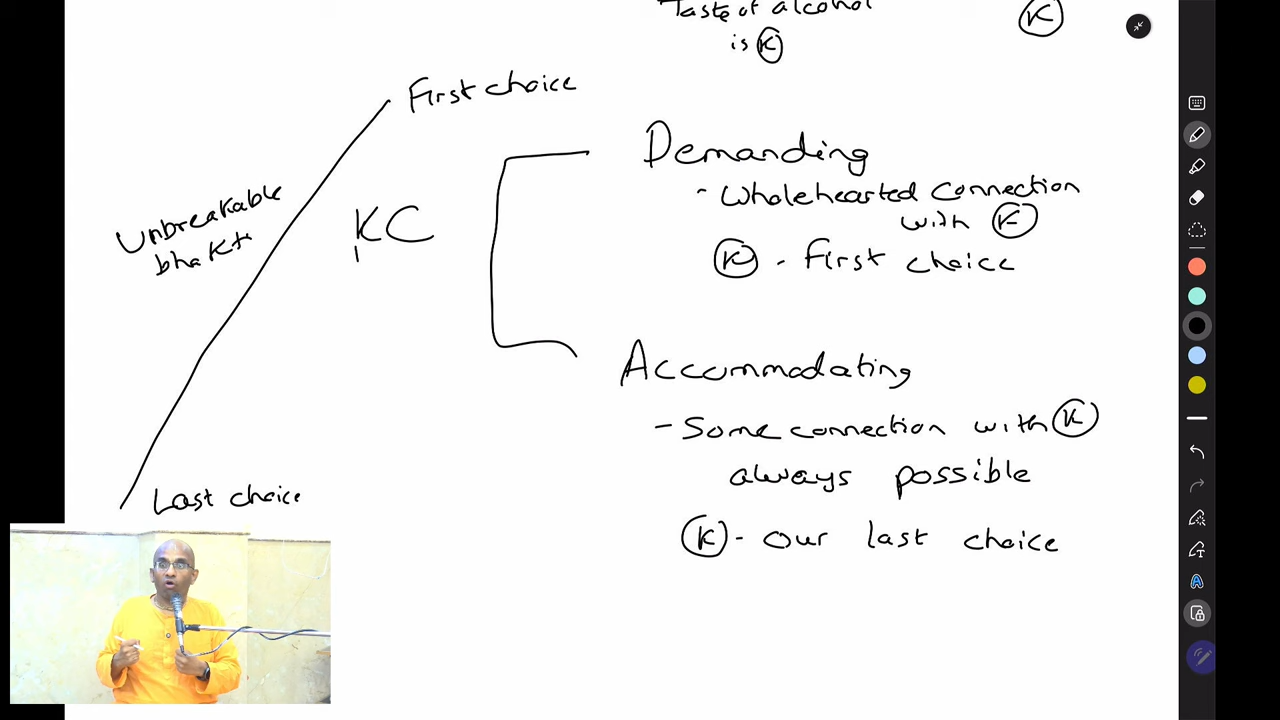 Taste of alcohol
is K
K
First choice
Demanding
- Wholehearted connection
with K
K - First choice
Unbreakable
bhakti
KC
Accommodating
- Some connection with K
always possible
K - our last choice
Last choice